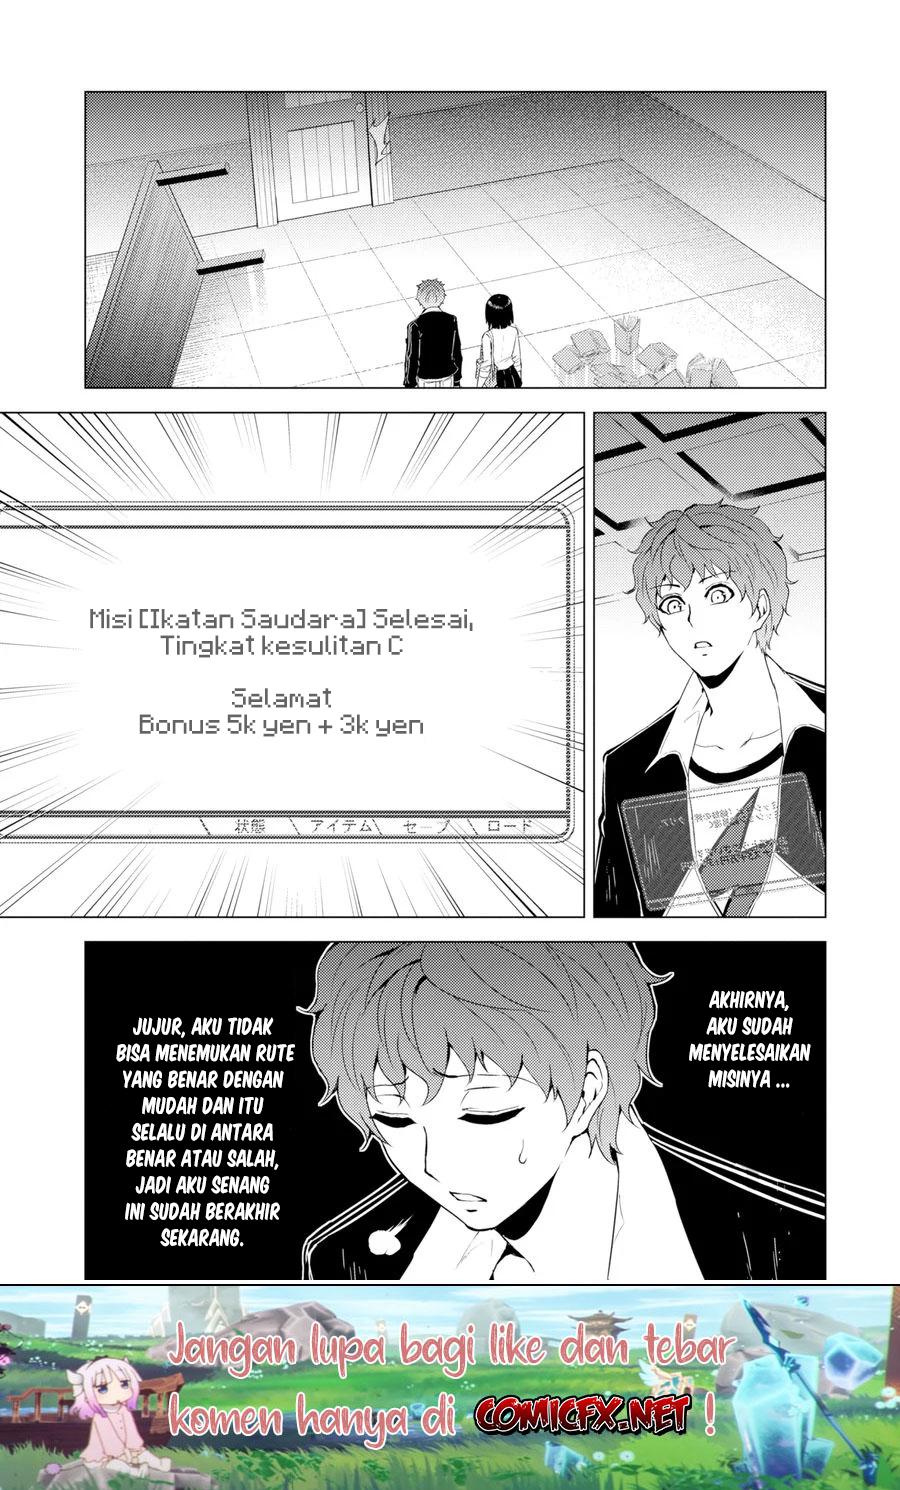 Misi [Ikatan Saudara] Selesai,
Tingkat kesulitan C
Selamat
Bonus 5k yen + 3k yen
状態 アイテム セーブ ロード
AKHIRNYA,
AKU SUDAH
MENYELESAIKAN
MISINYA ...
JUJUR, AKU TIDAK
BISA MENEMUKAN RUTE
YANG BENAR DENGAN
MUDAH DAN ITU
SELALU DI ANTARA
BENAR ATAU SALAH,
JADI AKU SENANG
INI SUDAH BERAKHIR
SEKARANG.
Jangan lupa bagi like dan tebar
komen hanya di COMICFX.NET !